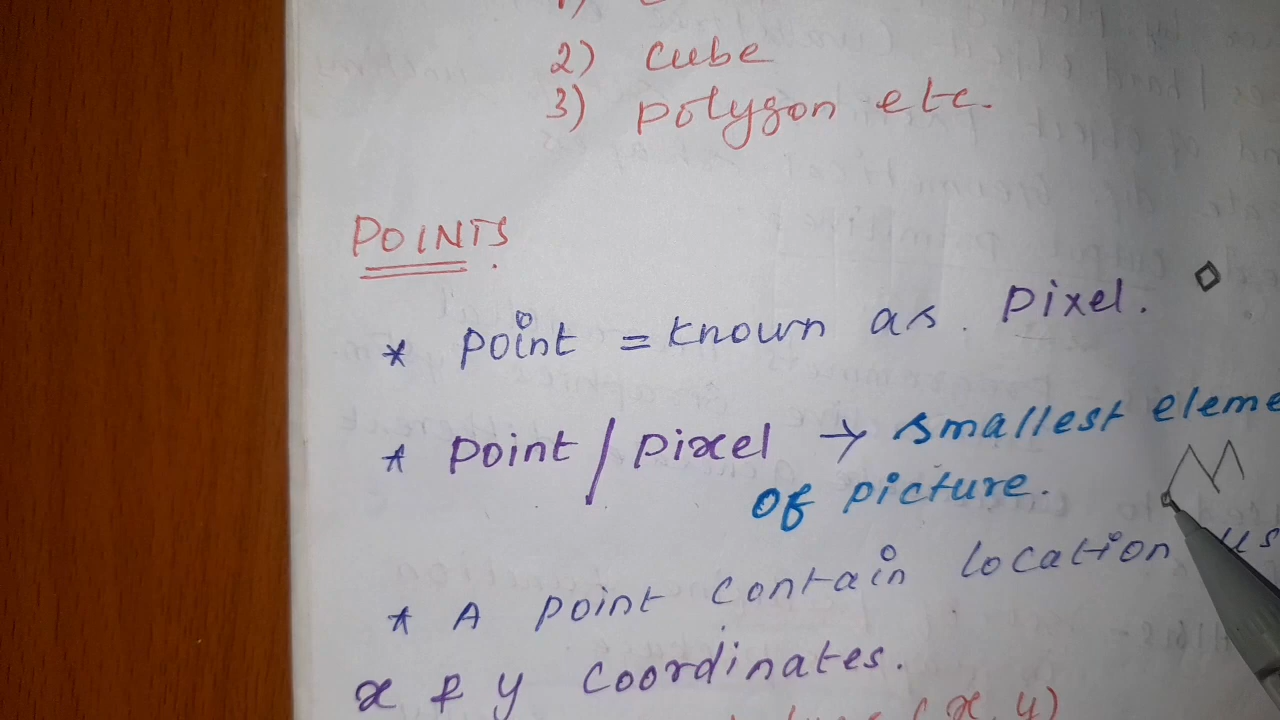 2) Cube
3) Polygon etc.
POINTS
* Point = known as. Pixel.
* Point / Pixel → smallest eleme
of picture.
* A Point contain location us
x & y coordinates.
(x, y)